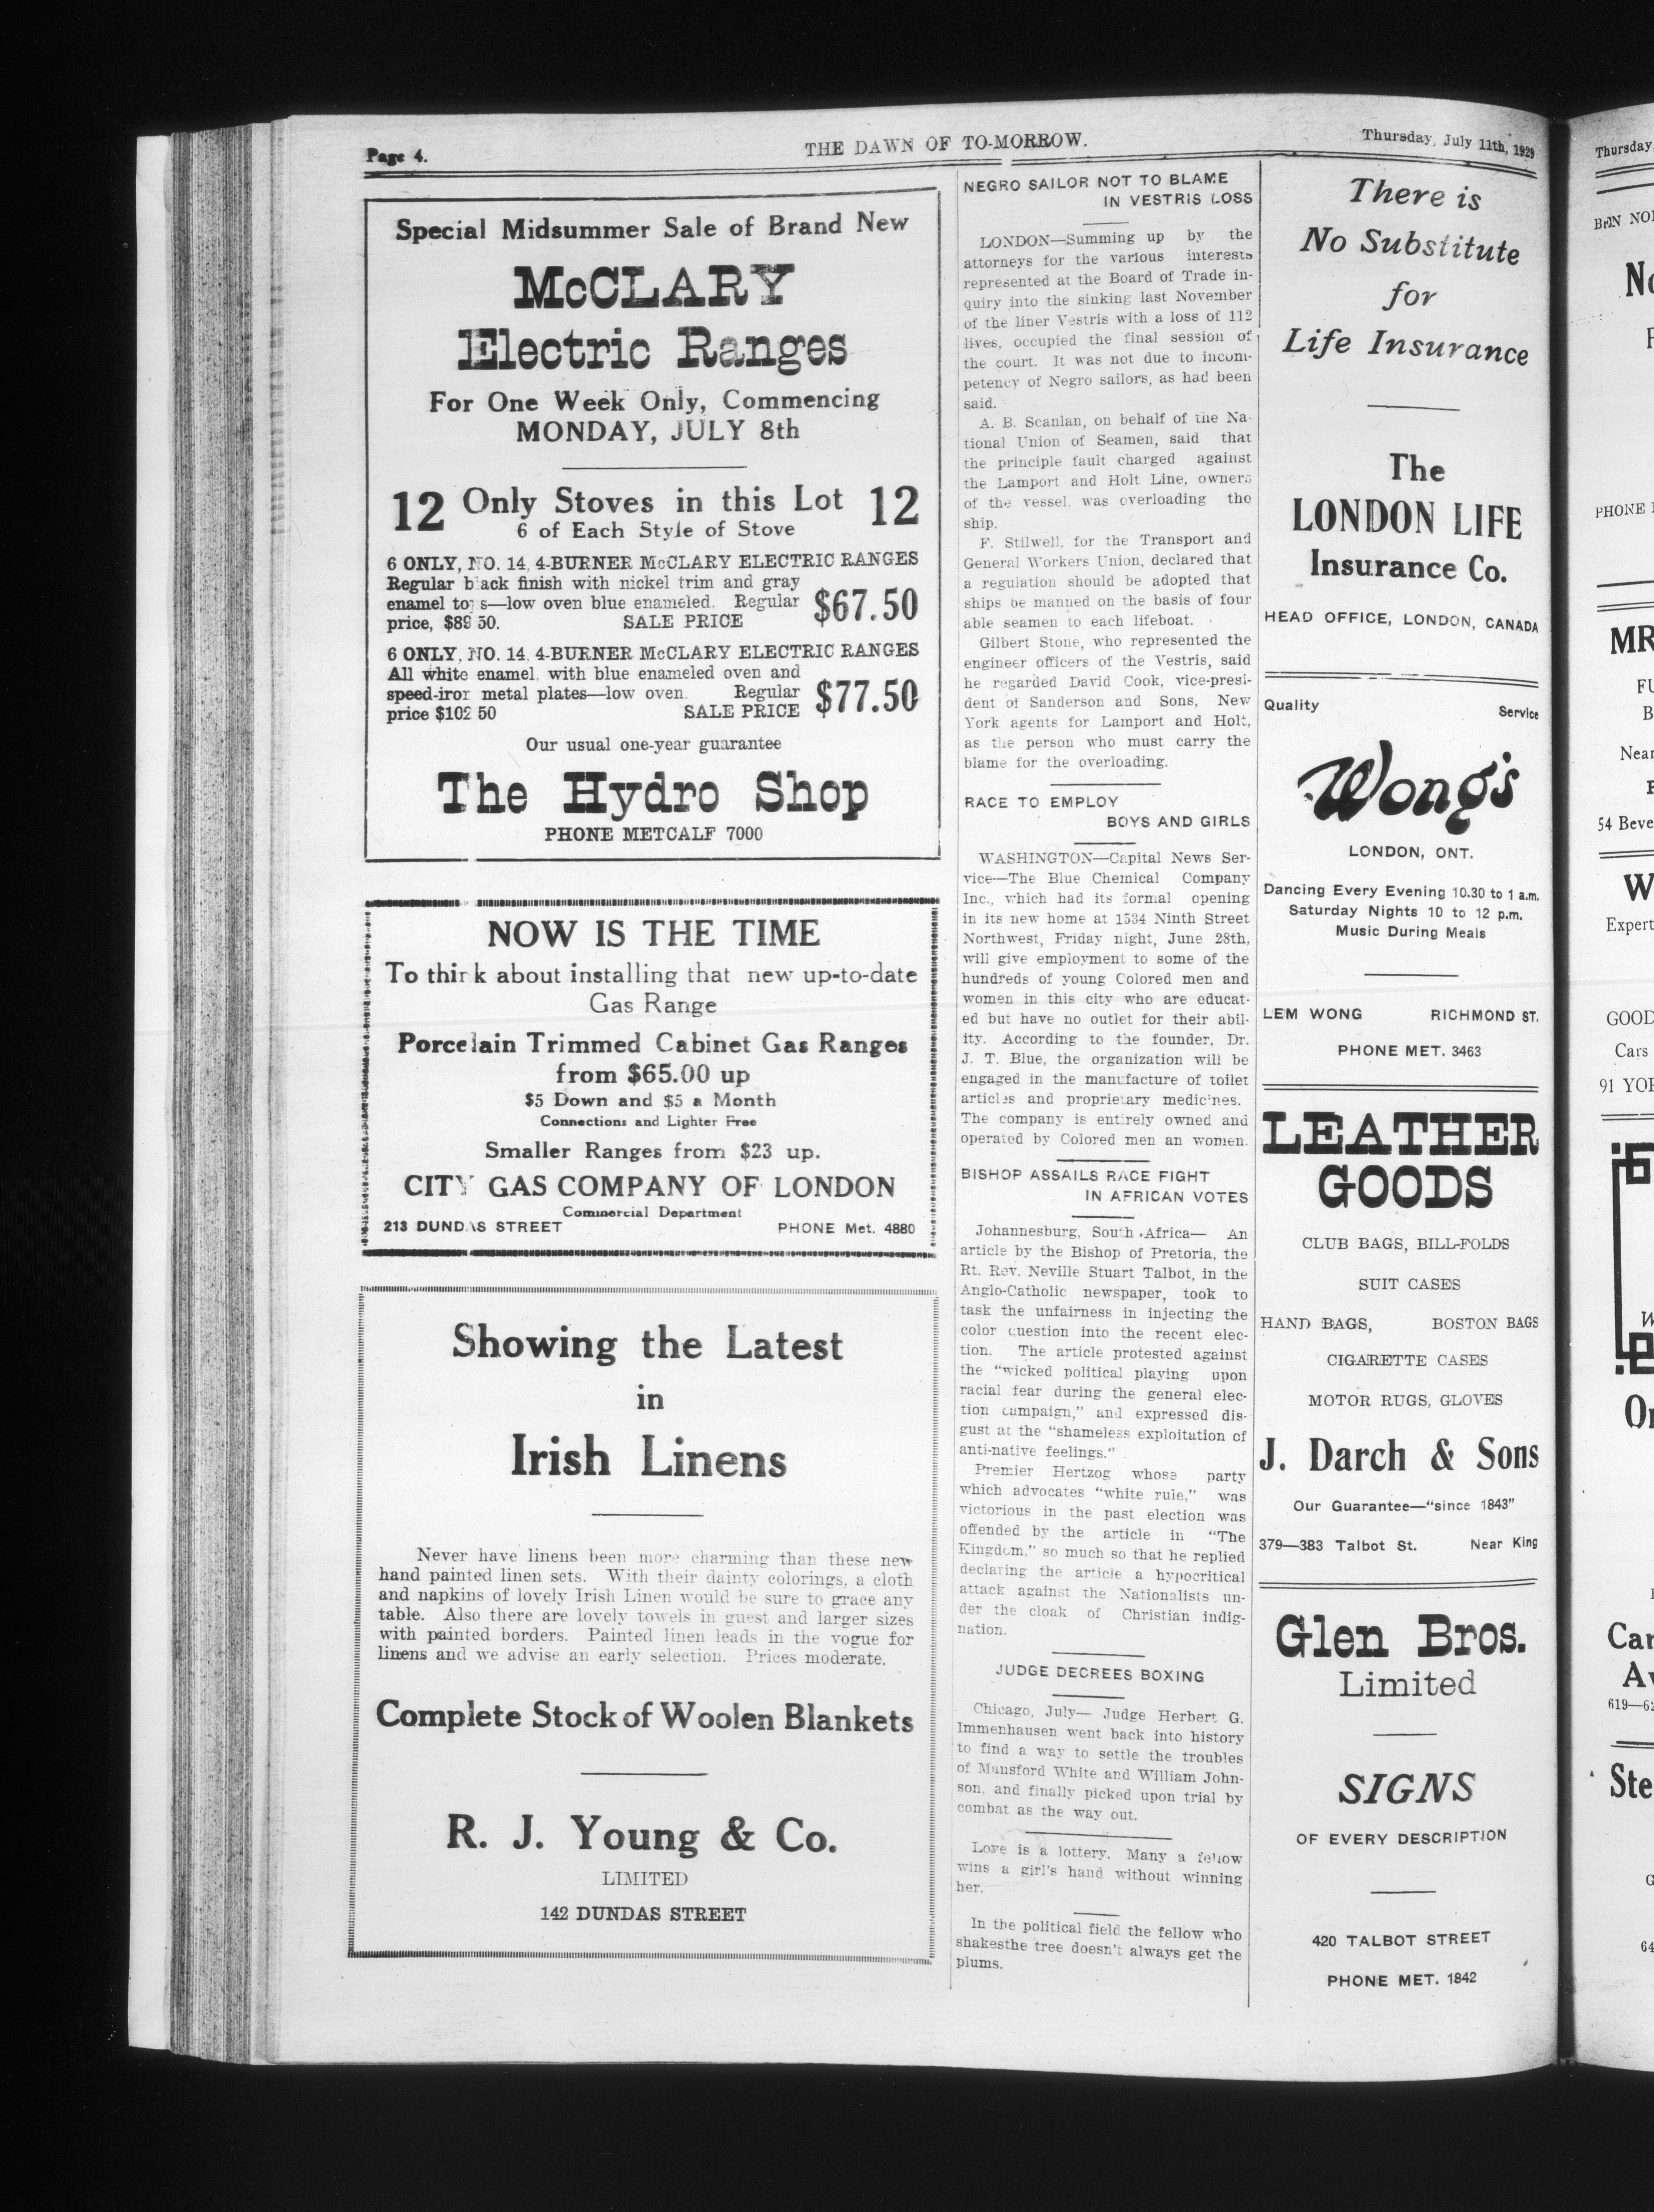 Page 4.
THE DAWN OF TO-MORROW.
Thursday, July 11th, 1929
Special Midsummer Sale of Brand New
McCLARY
Electric Ranges
For One Week Only, Commencing
MONDAY, JULY 8th
12 Only Stoves in this Lot 12
6 of Each Style of Stove
6 ONLY, NO. 14, 4-BURNER McCLARY ELECTRIC RANGES
Regular black finish with nickel trim and gray
enamel tops—low oven blue enameled. Regular
price, $89 50. SALE PRICE $67.50
6 ONLY, NO. 14, 4-BURNER McCLARY ELECTRIC RANGES
All white enamel, with blue enameled oven and
speed-iron metal plates—low oven. Regular
price $102 50 SALE PRICE $77.50
Our usual one-year guarantee
The Hydro Shop
PHONE METCALF 7000
NOW IS THE TIME
To think about installing that new up-to-date
Gas Range
Porcelain Trimmed Cabinet Gas Ranges
from $65.00 up
$5 Down and $5 a Month
Connections and Lighter Free
Smaller Ranges from $23 up.
CITY GAS COMPANY OF LONDON
Commercial Department
213 DUNDAS STREET PHONE Met. 4880
Showing the Latest
in
Irish Linens
Never have linens been more charming than these new
hand painted linen sets. With their dainty colorings, a cloth
and napkins of lovely Irish Linen would be sure to grace any
table. Also there are lovely towels in guest and larger sizes
with painted borders. Painted linen leads in the vogue for
linens and we advise an early selection. Prices moderate.
Complete Stock of Woolen Blankets
R. J. Young & Co.
LIMITED
142 DUNDAS STREET
NEGRO SAILOR NOT TO BLAME
IN VESTRIS LOSS
LONDON—Summing up by the
attorneys for the various interests
represented at the Board of Trade in-
quiry into the sinking last November
of the liner Vestris with a loss of 112
lives, occupied the final session of
the court. It was not due to incom-
petency of Negro sailors, as had been
said.
A. B. Scanlan, on behalf of the Na-
tional Union of Seamen, said that
the principle fault charged against
the Lamport and Holt Line, owners
of the vessel, was overloading the
ship.
F. Stilwell, for the Transport and
General Workers Union, declared that
a regulation should be adopted that
ships be manned on the basis of four
able seamen to each lifeboat.
Gilbert Stone, who represented the
engineer officers of the Vestris, said
he regarded David Cook, vice-presi-
dent of Sanderson and Sons, New
York agents for Lamport and Holt,
as the person who must carry the
blame for the overloading.
RACE TO EMPLOY
BOYS AND GIRLS
WASHINGTON—Capital News Ser-
vice—The Blue Chemical Company
Inc., which had its formal opening
in its new home at 1534 Ninth Street
Northwest, Friday night, June 28th,
will give employment to some of the
hundreds of young Colored men and
women in this city who are educat-
ed but have no outlet for their abil-
ity. According to the founder, Dr.
J. T. Blue, the organization will be
engaged in the manufacture of toilet
articles and proprietary medicines.
The company is entirely owned and
operated by Colored men an women.
BISHOP ASSAILS RACE FIGHT
IN AFRICAN VOTES
Johannesburg, South Africa— An
article by the Bishop of Pretoria, the
Rt. Rev. Neville Stuart Talbot, in the
Anglo-Catholic newspaper, took to
task the unfairness in injecting the
color question into the recent elec-
tion. The article protested against
the "wicked political playing upon
racial fear during the general elec-
tion campaign," and expressed dis-
gust at the "shameless exploitation of
anti-native feelings."
Premier Hertzog whose party
which advocates "white rule," was
victorious in the past election was
offended by the article in "The
Kingdom," so much so that he replied
declaring the article a hypocritical
attack against the Nationalists un-
der the cloak of Christian indig-
nation.
JUDGE DECREES BOXING
Chicago, July— Judge Herbert G.
Immenhausen went back into history
to find a way to settle the troubles
of Mansford White and William John-
son, and finally picked upon trial by
combat as the way out.
Love is a lottery. Many a fellow
wins a girl's hand without winning
her.
In the political field the fellow who
shakesthe tree doesn't always get the
plums.
There is
No Substitute
for
Life Insurance
The
LONDON LIFE
Insurance Co.
HEAD OFFICE, LONDON, CANADA
Quality Service
Wong's
LONDON, ONT.
Dancing Every Evening 10.30 to 1 a.m.
Saturday Nights 10 to 12 p.m.
Music During Meals
LEM WONG RICHMOND ST.
PHONE MET. 3463
LEATHER
GOODS
CLUB BAGS, BILL-FOLDS
SUIT CASES
HAND BAGS, BOSTON BAGS
CIGARETTE CASES
MOTOR RUGS, GLOVES
J. Darch & Sons
Our Guarantee—"since 1843"
379—383 Talbot St. Near King
Glen Bros.
Limited
SIGNS
OF EVERY DESCRIPTION
420 TALBOT STREET
PHONE MET. 1842
Thursday,
PHONE
MR
Near
54 Beve
Expert
GOOD
Cars
91 YOR
Car
619—
Ste